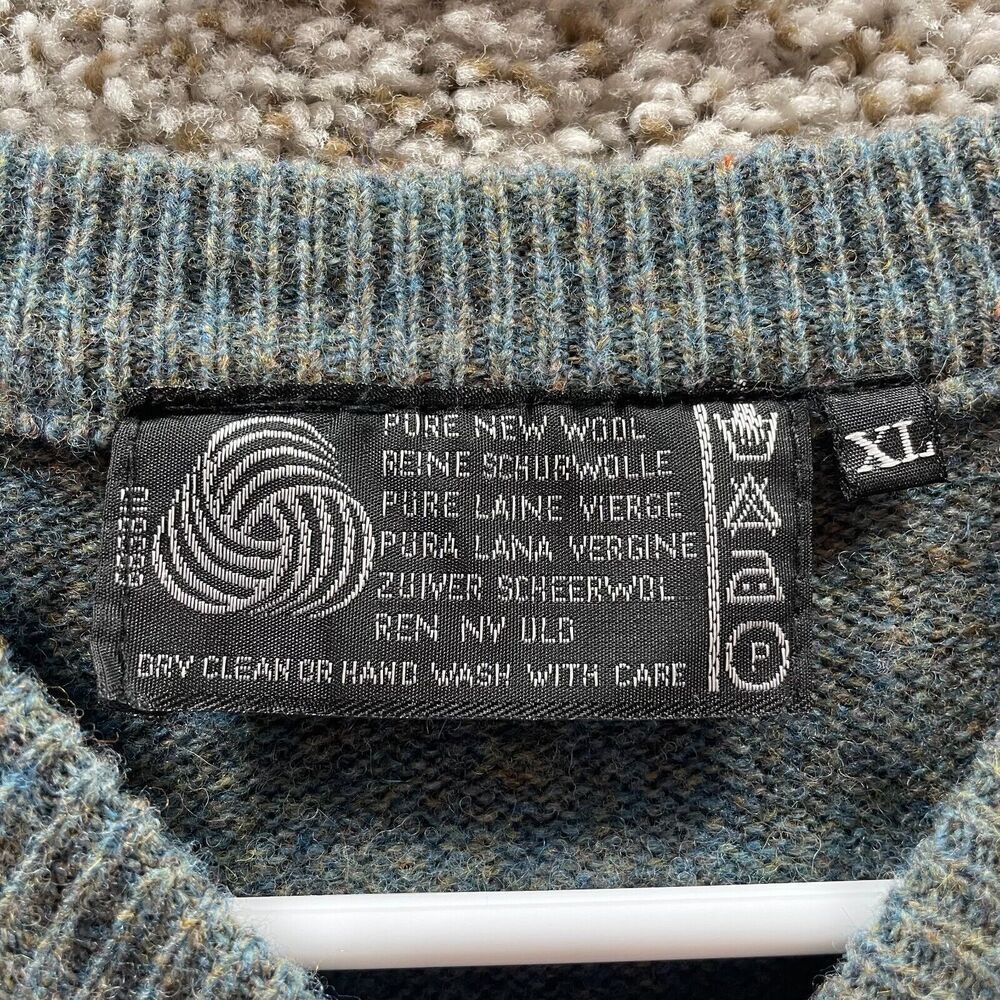 PURE NEW WOOL
REINE SCHURWOLLE
PURE LAINE VIERGE
PURA LANA VERGINE
ZUIVER SCHEERWOL
REN NY ULD
DRY CLEAN OR HAND WASH WITH CARE
P
XL